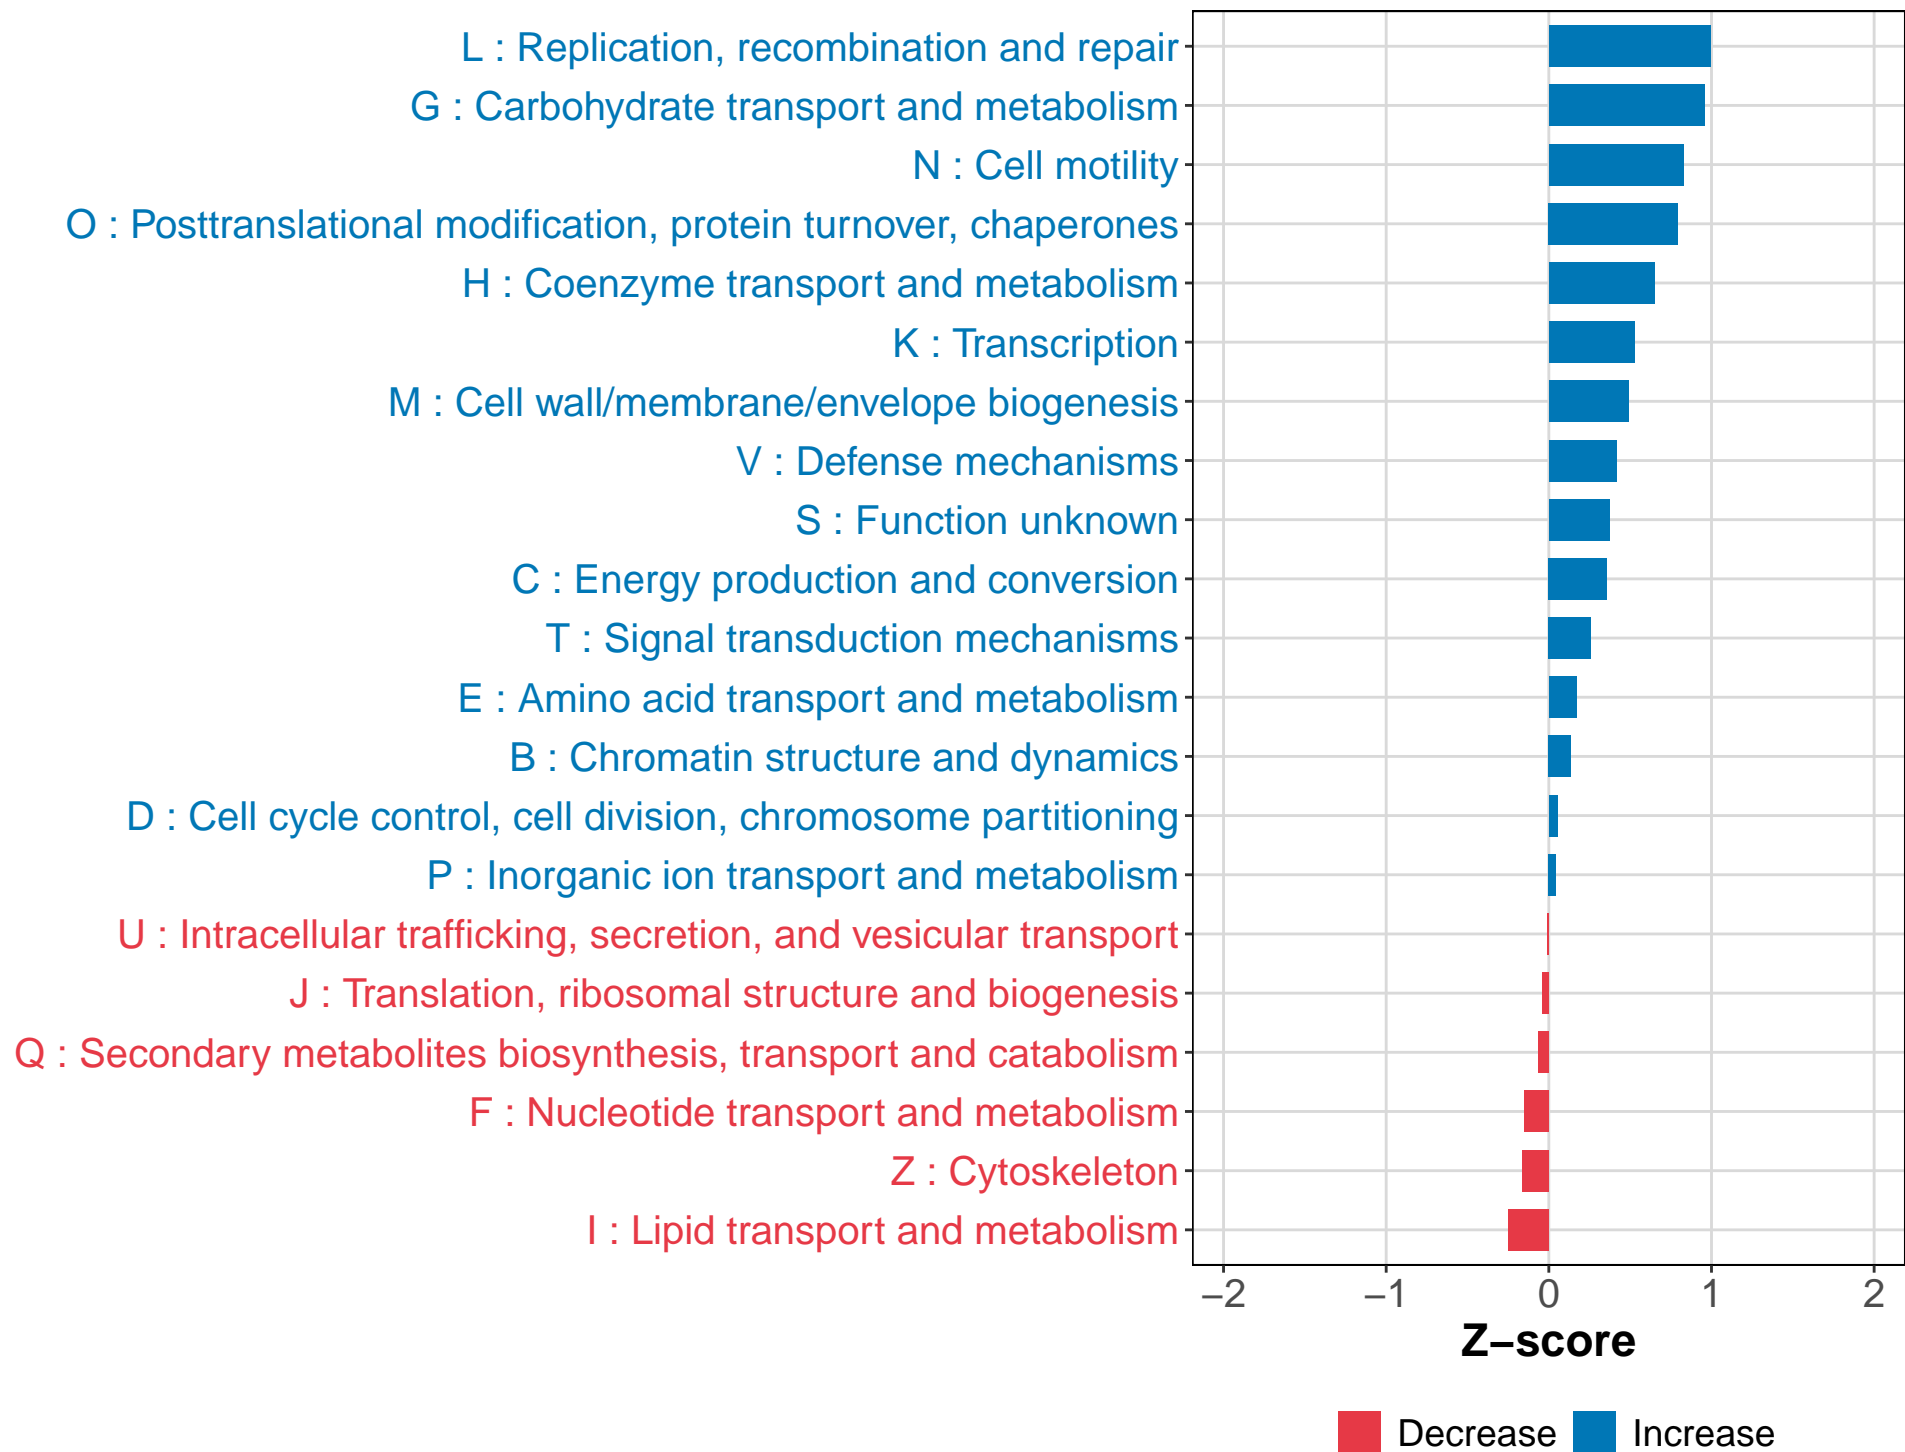 L : Replication, recombination and repair
G : Carbohydrate transport and metabolism
N : Cell motility
O : Posttranslational modification, protein turnover, chaperones
H : Coenzyme transport and metabolism
K : Transcription
M : Cell wall/membrane/envelope biogenesis
V : Defense mechanisms
S : Function unknown
C : Energy production and conversion
T : Signal transduction mechanisms
E : Amino acid transport and metabolism
B : Chromatin structure and dynamics
D : Cell cycle control, cell division, chromosome partitioning
P : Inorganic ion transport and metabolism
U : Intracellular trafficking, secretion, and vesicular transport
J : Translation, ribosomal structure and biogenesis
Q : Secondary metabolites biosynthesis, transport and catabolism
F : Nucleotide transport and metabolism
Z : Cytoskeleton
I : Lipid transport and metabolism
−2 −1 0 1 2
Z−score
Decrease Increase